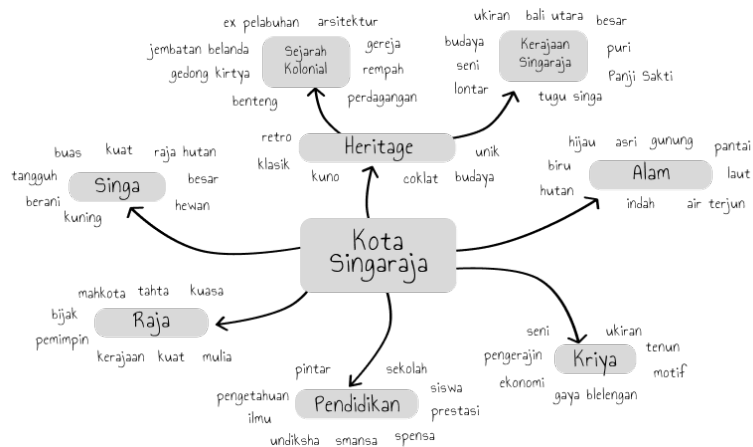 ex pelabuhan
arsitektur
jembatan belanda
gereja
gedong kirtya
rempah
benteng
perdagangan
Sejarah
Kolonial
ukiran
bali utara
besar
budaya
puri
seni
Panji Sakti
lontar
tugu singa
Kerajaan
Singaraja
retro
unik
klasik
kuno
coklat
budaya
Heritage
buas
kuat
raja hutan
tangguh
besar
berani
hewan
kuning
Singa
hijau
asri
gunung
pantai
biru
laut
hutan
indah
air terjun
Alam
Kota
Singaraja
mahkota
tahta
kuasa
bijak
pemimpin
kerajaan
kuat
mulia
Raja
seni
ukiran
pengerajin
tenun
ekonomi
motif
gaya blelengan
Kriya
pintar
sekolah
pengetahuan
siswa
ilmu
prestasi
undiksha
smansa
spensa
Pendidikan